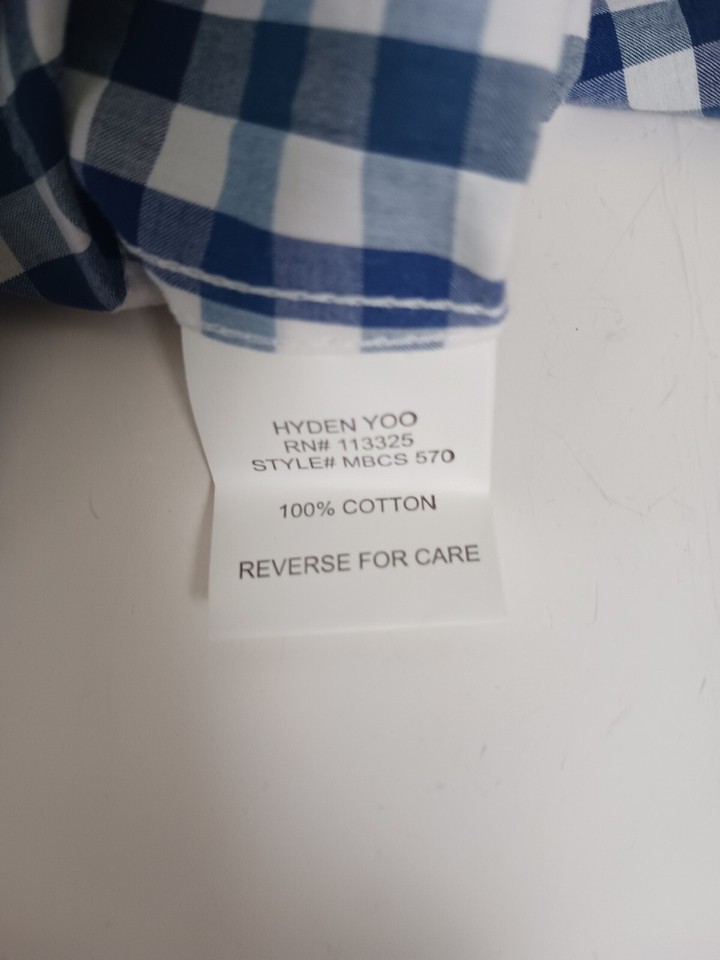 HYDEN YOO
RN# 113325
STYLE# MBCS 570
100% COTTON
REVERSE FOR CARE